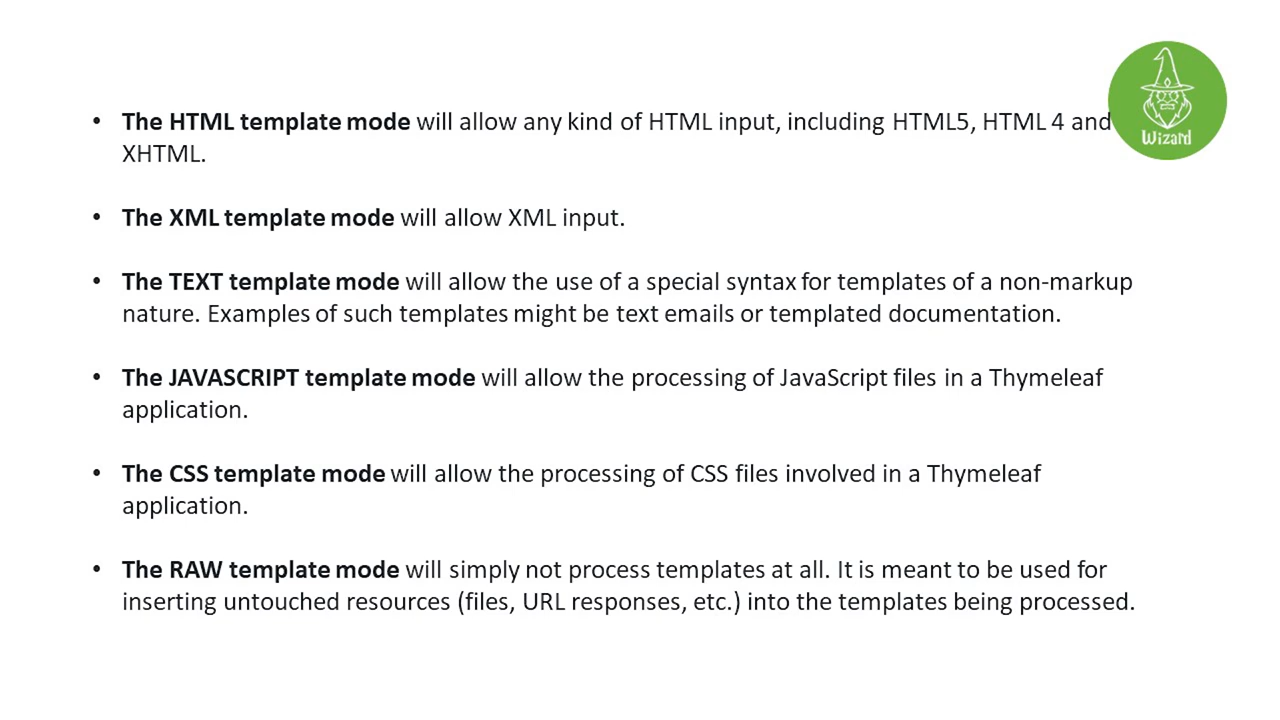 • The HTML template mode will allow any kind of HTML input, including HTML5, HTML 4 and
XHTML.
• The XML template mode will allow XML input.
• The TEXT template mode will allow the use of a special syntax for templates of a non-markup
nature. Examples of such templates might be text emails or templated documentation.
• The JAVASCRIPT template mode will allow the processing of JavaScript files in a Thymeleaf
application.
• The CSS template mode will allow the processing of CSS files involved in a Thymeleaf
application.
• The RAW template mode will simply not process templates at all. It is meant to be used for
inserting untouched resources (files, URL responses, etc.) into the templates being processed.
Wizard